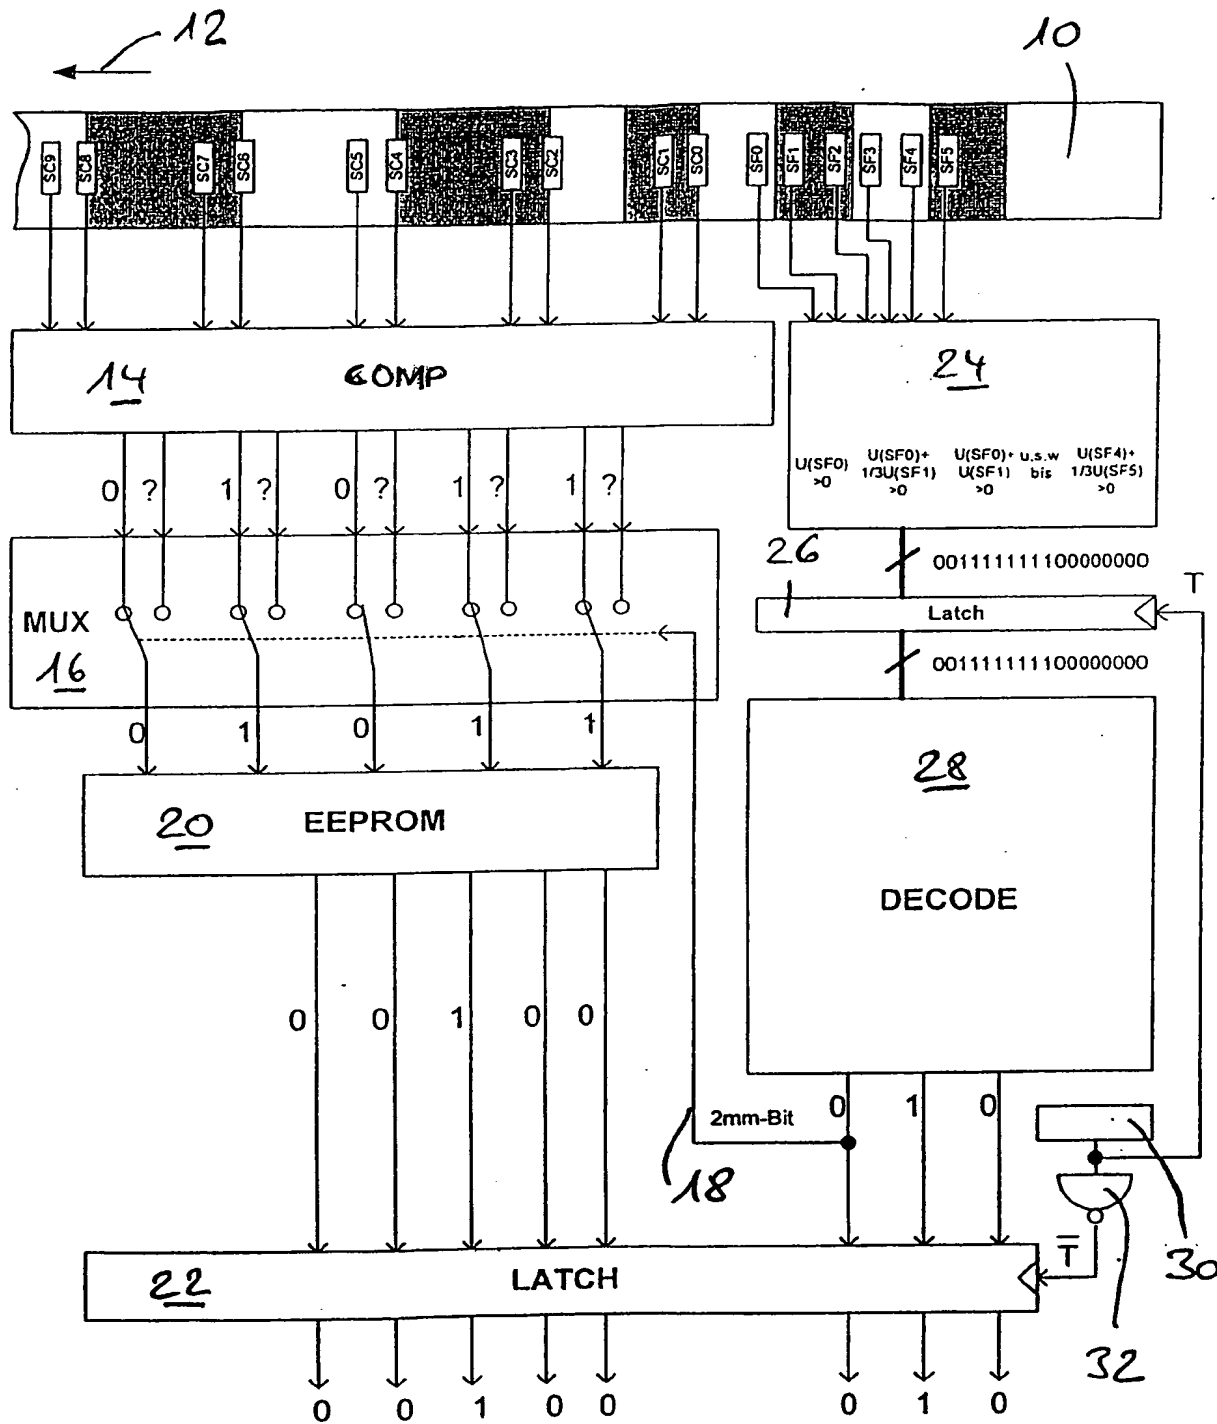 12
10
SC9 SC8 SC7 SC6 SC5 SC4 SC3 SC2 SC1 SC0 SF0 SF1 SF2 SF3 SF4 SF5
14 COMP
24
U(SF0) >0
U(SF0)+ 1/3U(SF1) >0
U(SF0)+ U(SF1) >0
u.s.w bis
U(SF4)+ 1/3U(SF5) >0
0 ? 1 ? 0 ? 1 ? 1 ?
26
001111111100000000
T
Latch
MUX
16
001111111100000000
0 1 0 1 1
28
20 EEPROM
DECODE
0 0 1 0 0
2mm-Bit
0 1 0
18
T̅
30
22 LATCH
32
0 0 1 0 0 0 1 0